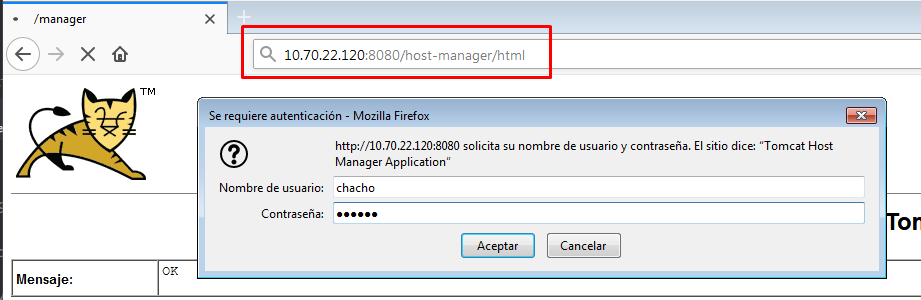 /manager
10.70.22.120:8080/host-manager/html
TM
Se requiere autenticación - Mozilla Firefox
http://10.70.22.120:8080 solicita su nombre de usuario y contraseña. El sitio dice: "Tomcat Host
Manager Application"
Nombre de usuario: chacho
Contraseña: ●●●●●●
Aceptar Cancelar
Mensaje: OK